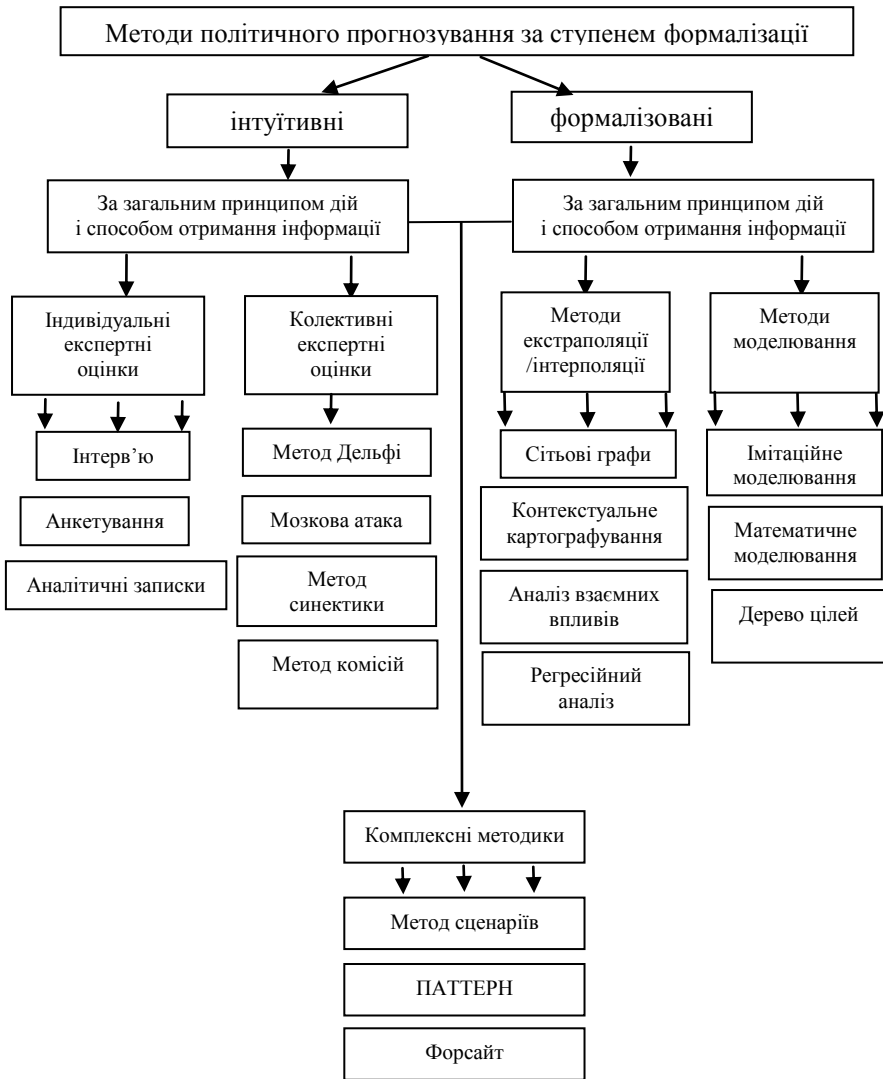 Методи політичного прогнозування за ступенем формалізації
інтуїтивні
формалізовані
За загальним принципом дій
і способом отримання інформації
За загальним принципом дій
і способом отримання інформації
Індивідуальні
експертні
оцінки
Колективні
експертні
оцінки
Методи
екстраполяції
/інтерполяції
Методи
моделювання
Інтерв’ю
Анкетування
Аналітичні записки
Метод Дельфі
Мозкова атака
Метод
синектики
Метод комісій
Сітьові графи
Контекстуальне
картографування
Аналіз взаємних
впливів
Регресійний
аналіз
Імітаційне
моделювання
Математичне
моделювання
Дерево цілей
Комплексні методики
Метод сценаріїв
ПАТТЕРН
Форсайт